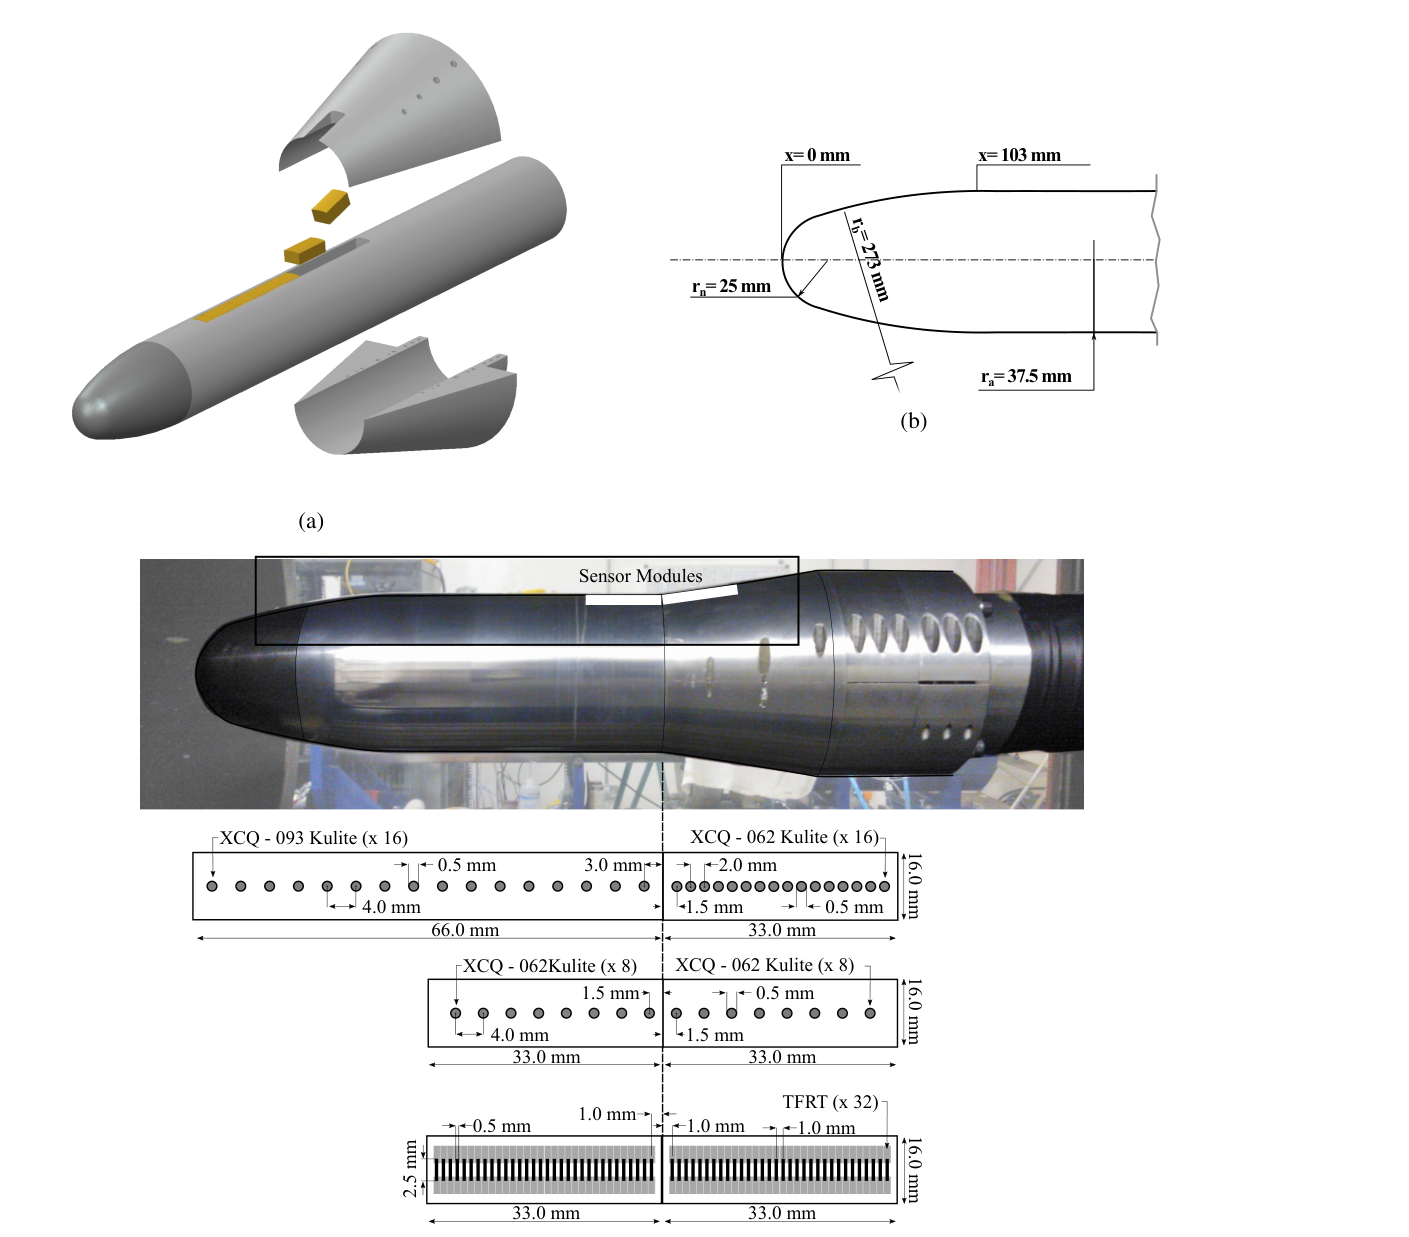 x= 0 mm
x= 103 mm
r_b= 273 mm
r_n= 25 mm
r_a= 37.5 mm
(b)
(a)
Sensor Modules
XCQ - 093 Kulite (x 16)
XCQ - 062 Kulite (x 16)
0.5 mm
3.0 mm
2.0 mm
16.0 mm
4.0 mm
1.5 mm
0.5 mm
66.0 mm
33.0 mm
XCQ - 062Kulite (x 8)
XCQ - 062 Kulite (x 8)
1.5 mm
0.5 mm
16.0 mm
4.0 mm
1.5 mm
33.0 mm
33.0 mm
TFRT (x 32)
1.0 mm
0.5 mm
1.0 mm
1.0 mm
2.5 mm
16.0 mm
33.0 mm
33.0 mm